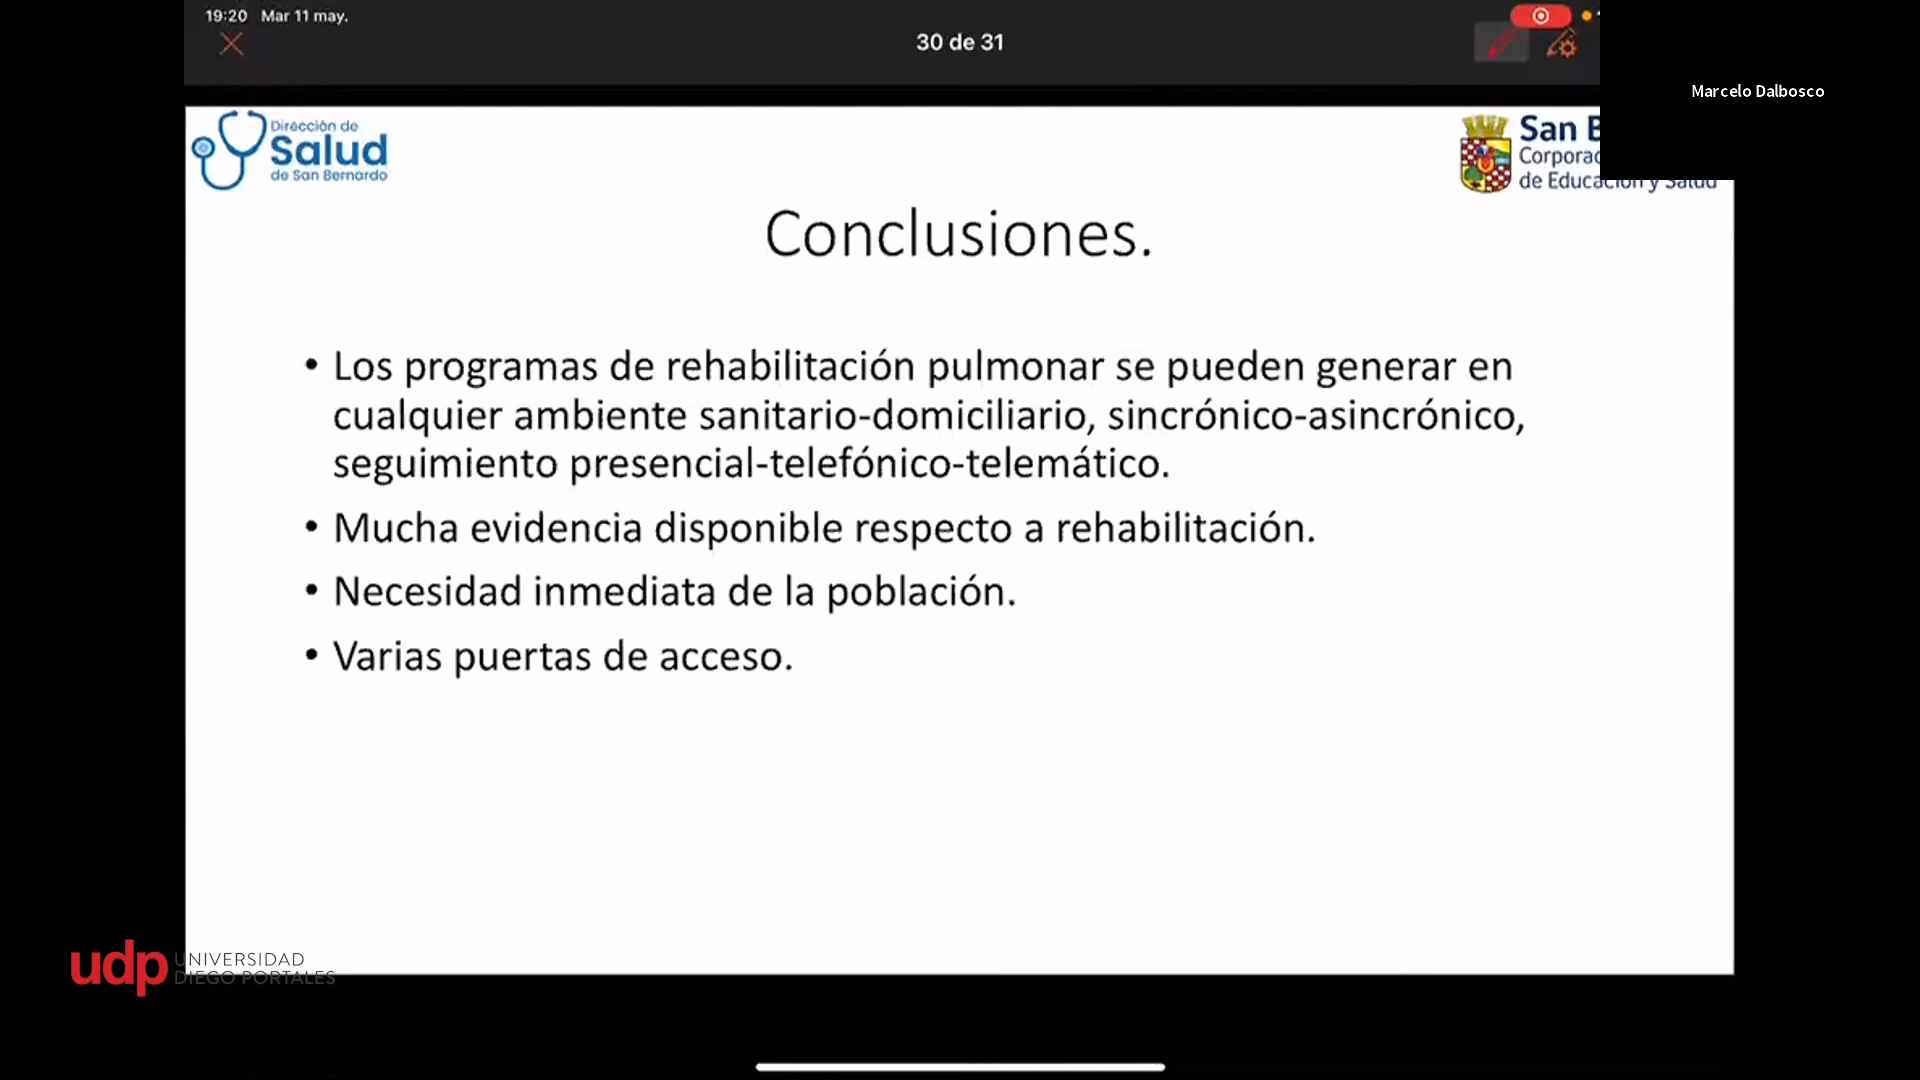 19:20 Mar 11 may.
30 de 31
Marcelo Dalbosco
Dirección de
Salud
de San Bernardo
San B
Corporac
de Educación y Salud
Conclusiones.
• Los programas de rehabilitación pulmonar se pueden generar en
cualquier ambiente sanitario-domiciliario, sincrónico-asincrónico,
seguimiento presencial-telefónico-telemático.
• Mucha evidencia disponible respecto a rehabilitación.
• Necesidad inmediata de la población.
• Varias puertas de acceso.
udp UNIVERSIDAD
DIEGO PORTALES